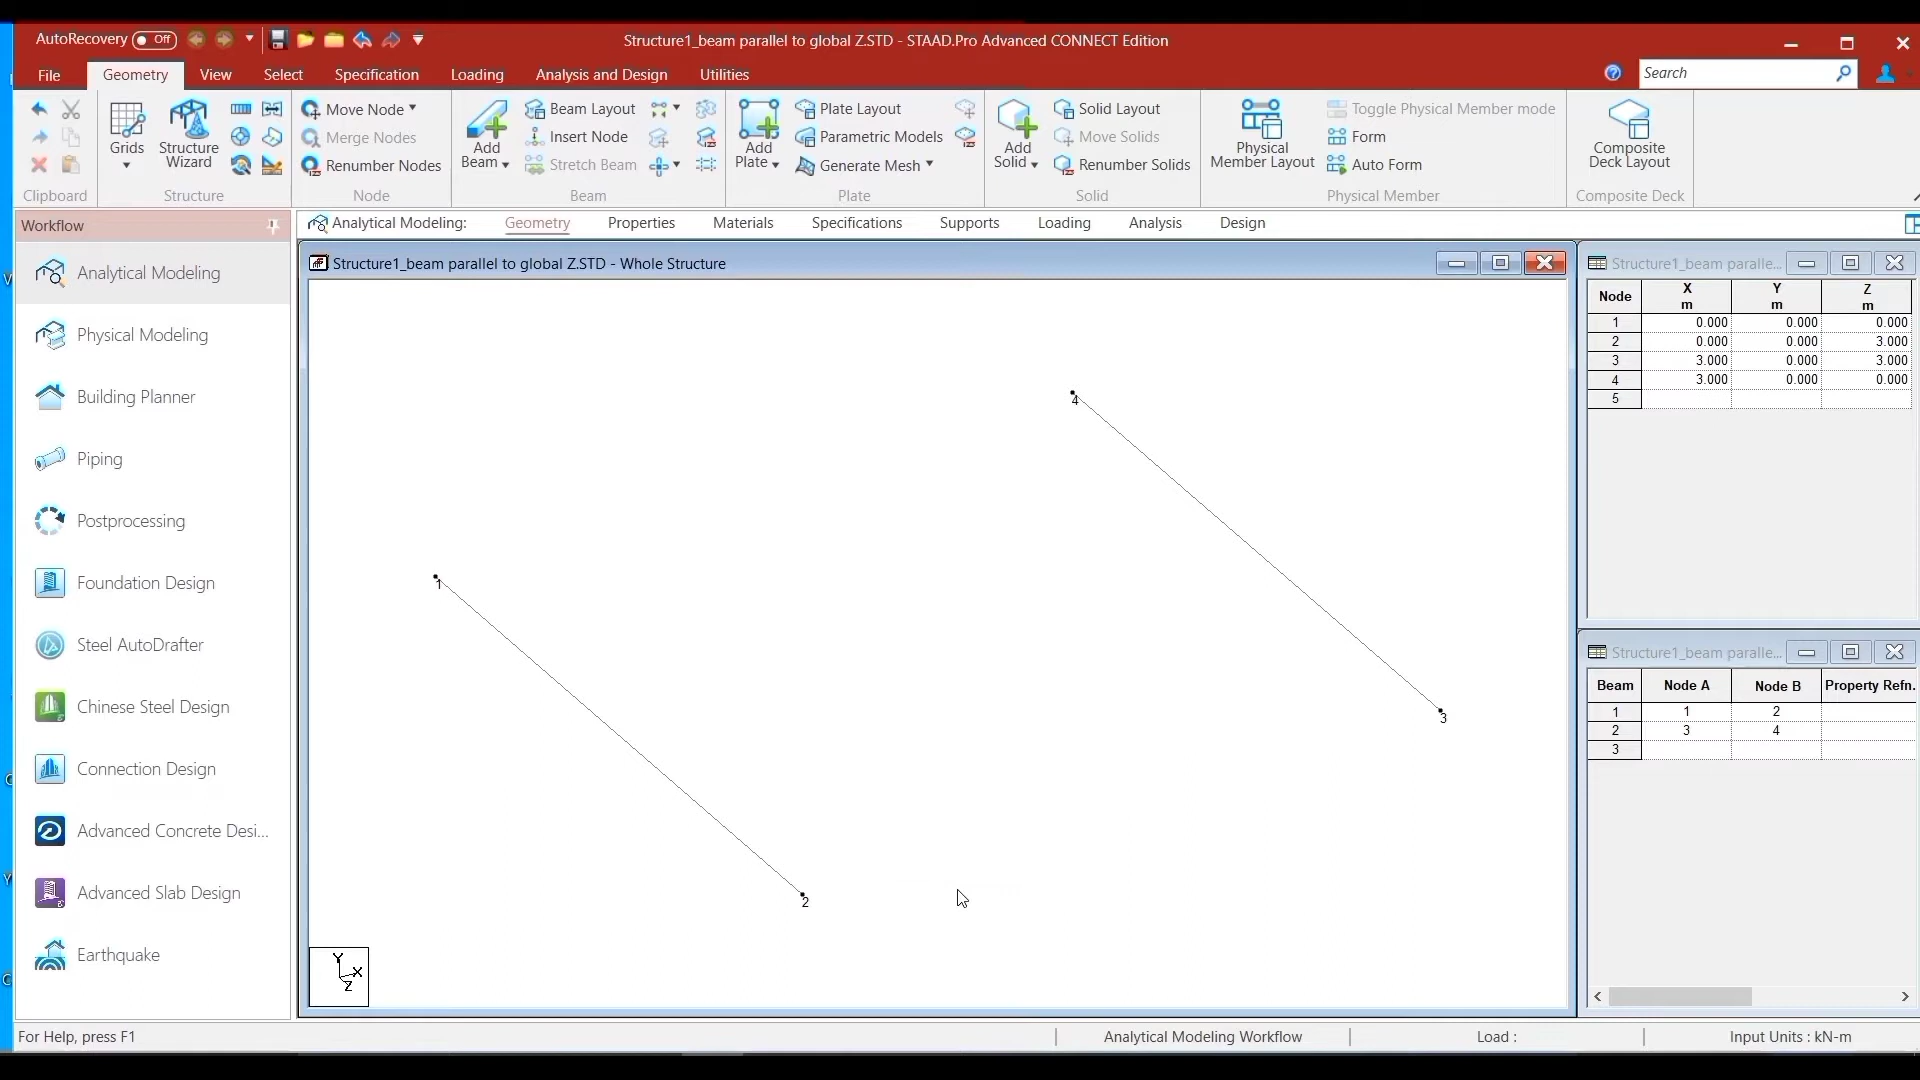 AutoRecovery Off
Structure1_beam parallel to global Z.STD - STAAD.Pro Advanced CONNECT Edition
File Geometry View Select Specification Loading Analysis and Design Utilities
Search
Move Node Beam Layout Plate Layout Solid Layout Toggle Physical Member mode
Merge Nodes Insert Node Parametric Models Move Solids Form
Renumber Nodes Stretch Beam Generate Mesh Renumber Solids Auto Form
Grids
Structure Wizard
Add Beam
Add Plate
Add Solid
Physical Member Layout
Composite Deck Layout
Clipboard Structure Node Beam Plate Solid Physical Member Composite Deck
Workflow
Analytical Modeling: Geometry Properties Materials Specifications Supports Loading Analysis Design
Analytical Modeling
Physical Modeling
Building Planner
Piping
Postprocessing
Foundation Design
Steel AutoDrafter
Chinese Steel Design
Connection Design
Advanced Concrete Desi...
Advanced Slab Design
Earthquake
Structure1_beam parallel to global Z.STD - Whole Structure
4
1
3
2
Y
X
Z
Structure1_beam paralle...
Node X m Y m Z m
1 0.000 0.000 0.000
2 0.000 0.000 3.000
3 3.000 0.000 3.000
4 3.000 0.000 0.000
5
Structure1_beam paralle...
Beam Node A Node B Property Refn.
1 1 2
2 3 4
3
For Help, press F1
Analytical Modeling Workflow
Load :
Input Units : kN-m